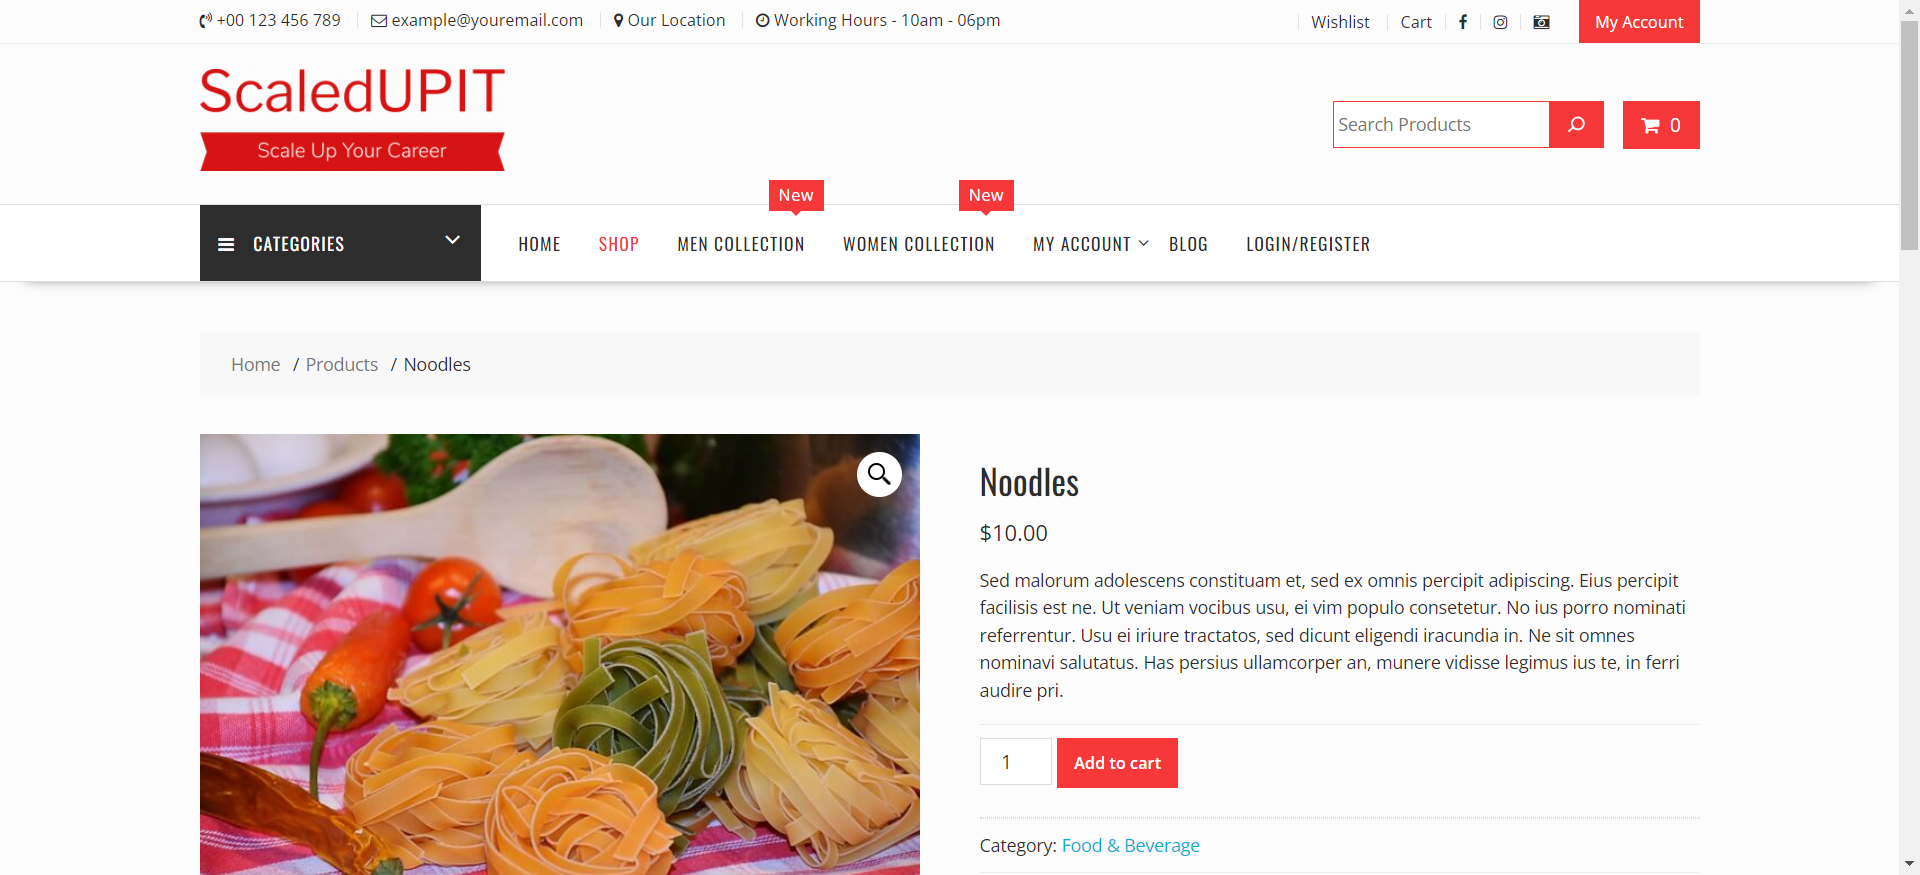 +00 123 456 789 example@youremail.com Our Location Working Hours - 10am - 06pm Wishlist Cart My Account
ScaledUPIT
Scale Up Your Career
Search Products 0
New New
CATEGORIES HOME SHOP MEN COLLECTION WOMEN COLLECTION MY ACCOUNT BLOG LOGIN/REGISTER
Home / Products / Noodles
Noodles
$10.00
Sed malorum adolescens constituam et, sed ex omnis percipit adipiscing. Eius percipit
facilisis est ne. Ut veniam vocibus usu, ei vim populo consetetur. No ius porro nominati
referrentur. Usu ei iriure tractatos, sed dicunt eligendi iracundia in. Ne sit omnes
nominavi salutatus. Has persius ullamcorper an, munere vidisse legimus ius te, in ferri
audire pri.
1 Add to cart
Category: Food & Beverage